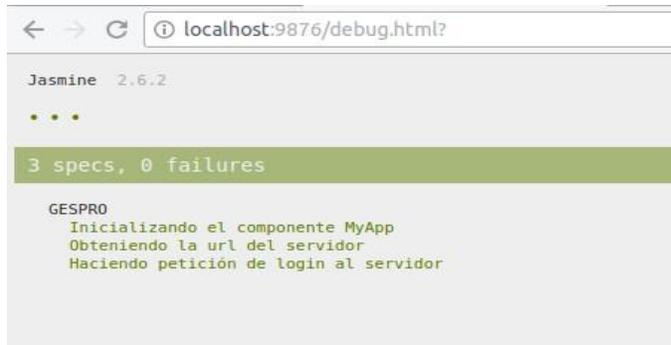 localhost:9876/debug.html?
Jasmine 2.6.2
3 specs, 0 failures
GESPRO
Inicializando el componente MyApp
Obteniendo la url del servidor
Haciendo petición de login al servidor